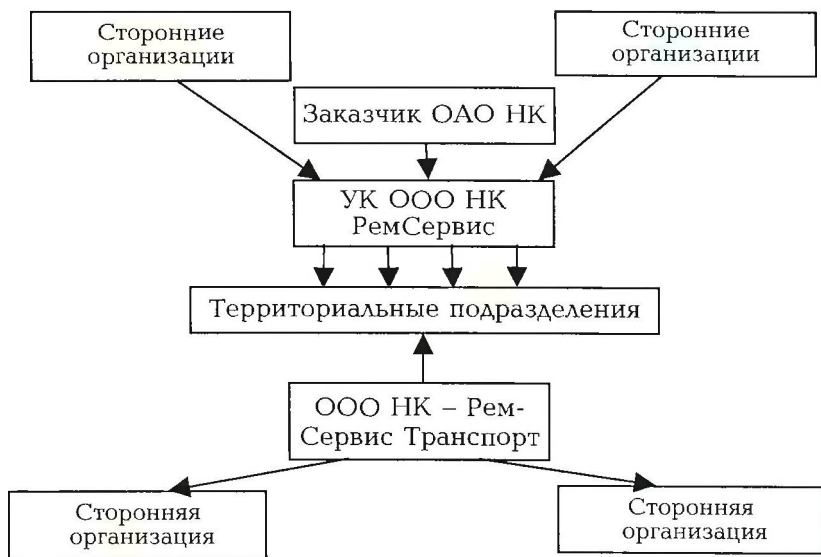 Сторонние
организации
Сторонние
организации
Заказчик ОАО НК
УК ООО НК
РемСервис
Территориальные подразделения
ООО НК – Рем-
Сервис Транспорт
Сторонняя
организация
Сторонняя
организация